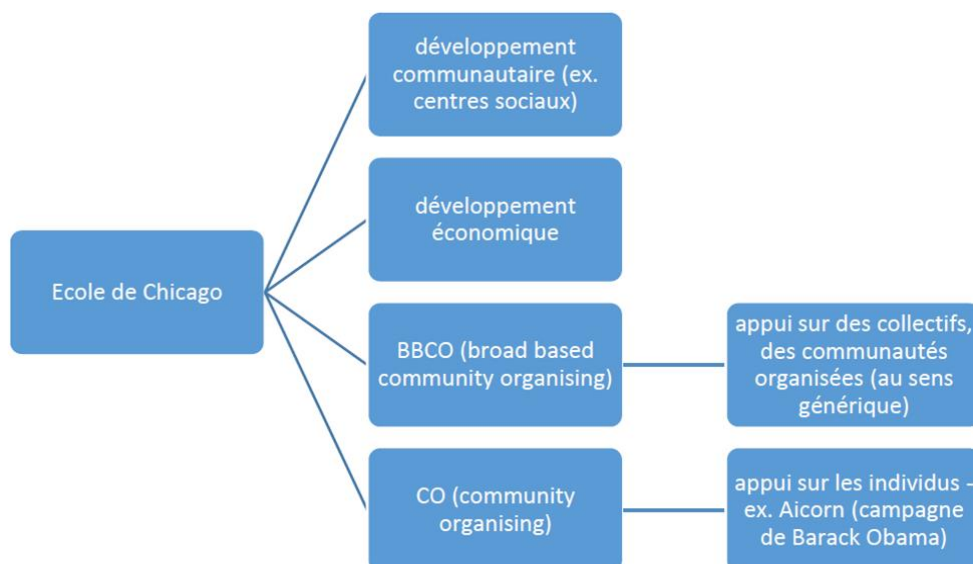 développement
communautaire (ex.
centres sociaux)
développement
économique
Ecole de Chicago
BBCO (broad based
community organising)
appui sur des collectifs,
des communautés
organisées (au sens
générique)
CO (community
organising)
appui sur les individus -
ex. Aicorn (campagne
de Barack Obama)